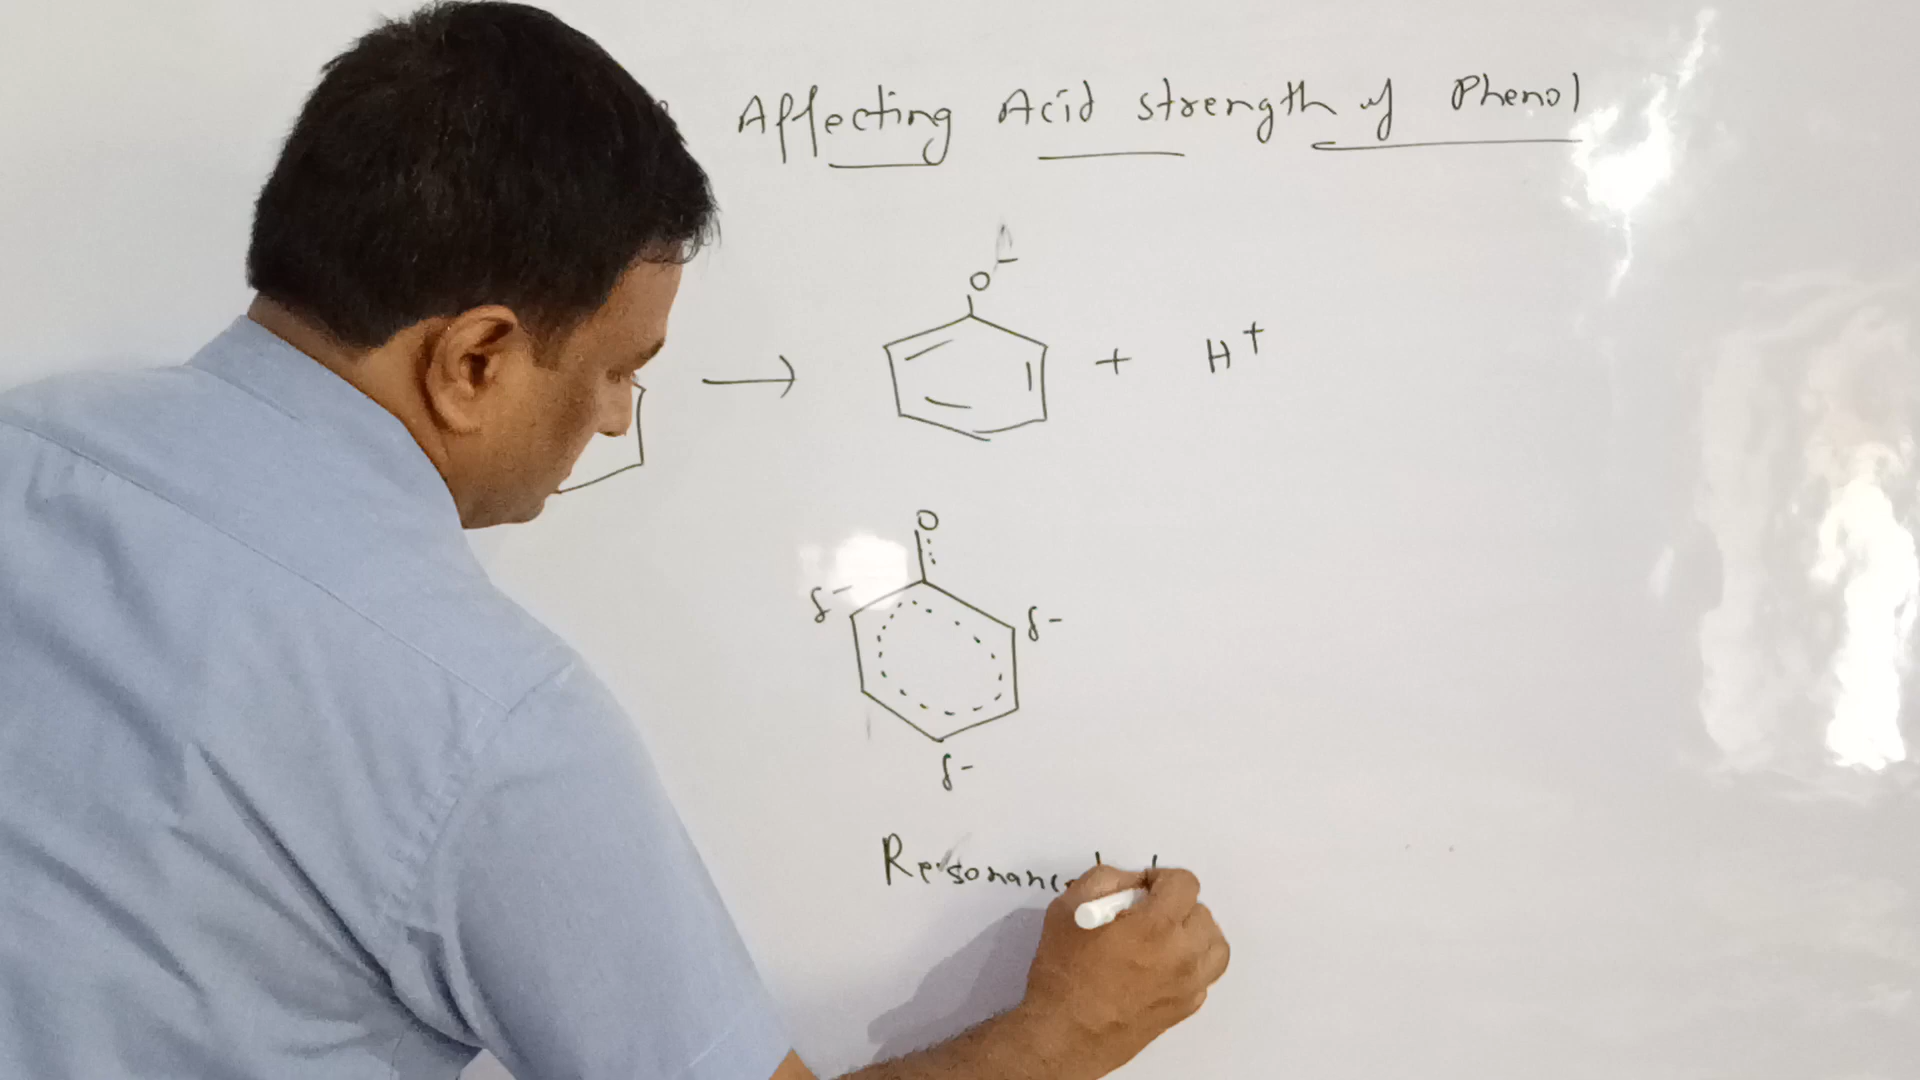 Affecting Acid strength of Phenol
O-
+ H+
O
δ- δ-
δ-
Resonance